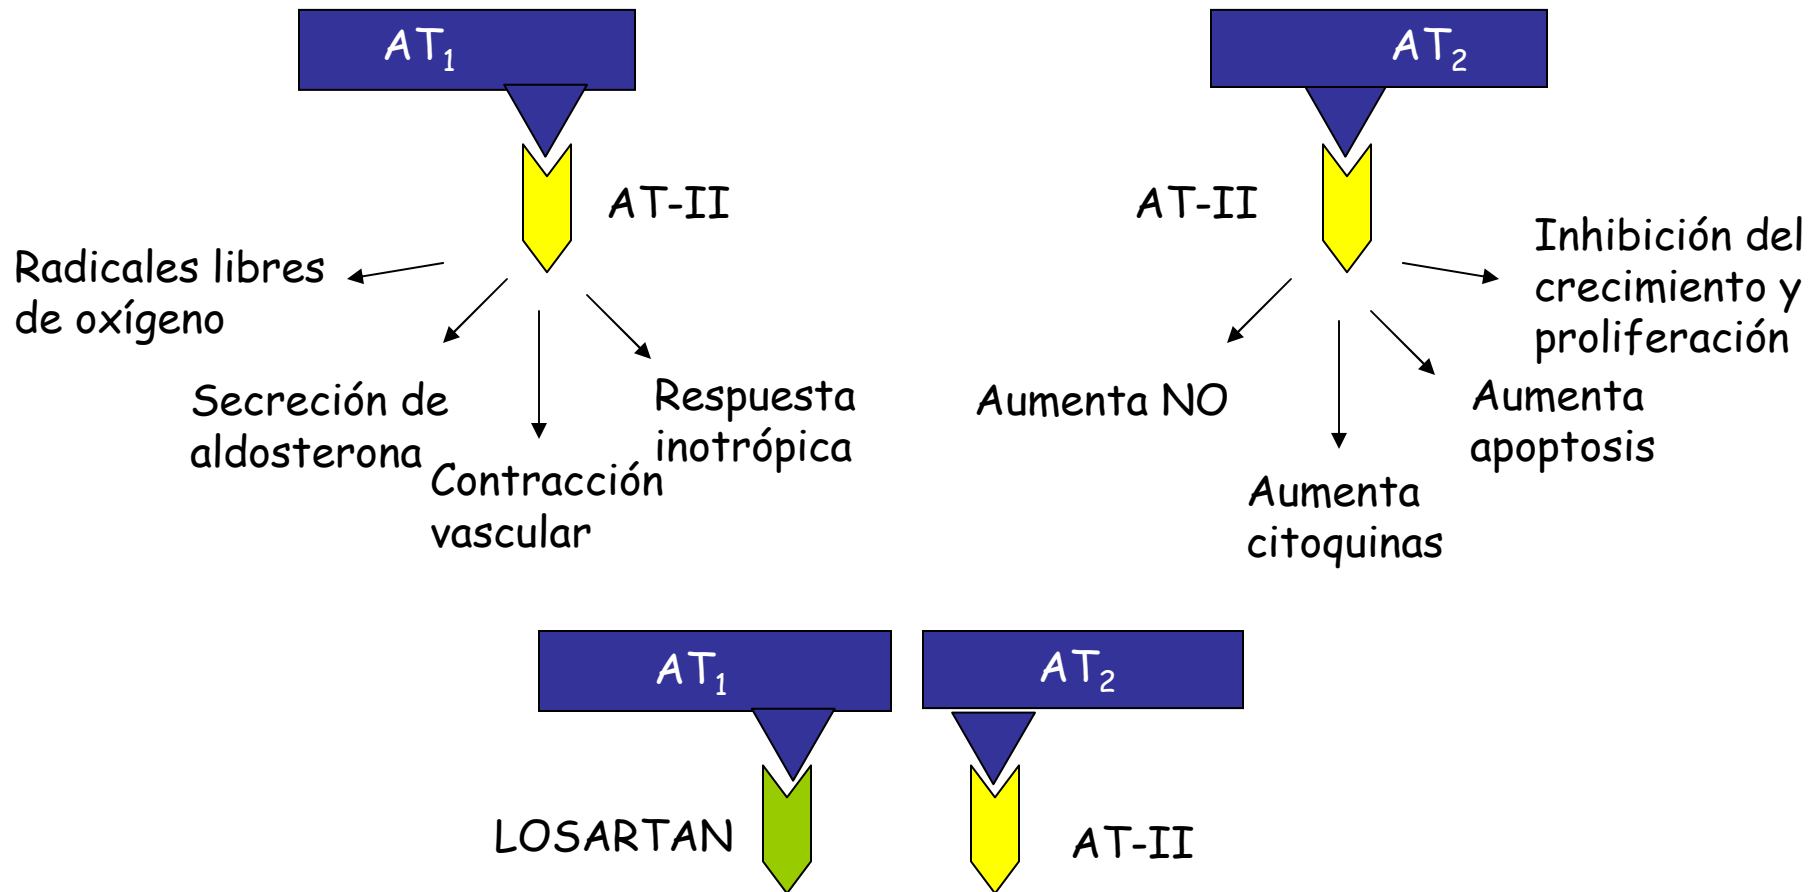 AT₁
AT₂
AT-II
AT-II
Radicales libres
de oxígeno
Secreción de
aldosterona
Contracción
vascular
Respuesta
inotrópica
Aumenta NO
Aumenta
citoquinas
Aumenta
apoptosis
Inhibición del
crecimiento y
proliferación
AT₁
AT₂
LOSARTAN
AT-II